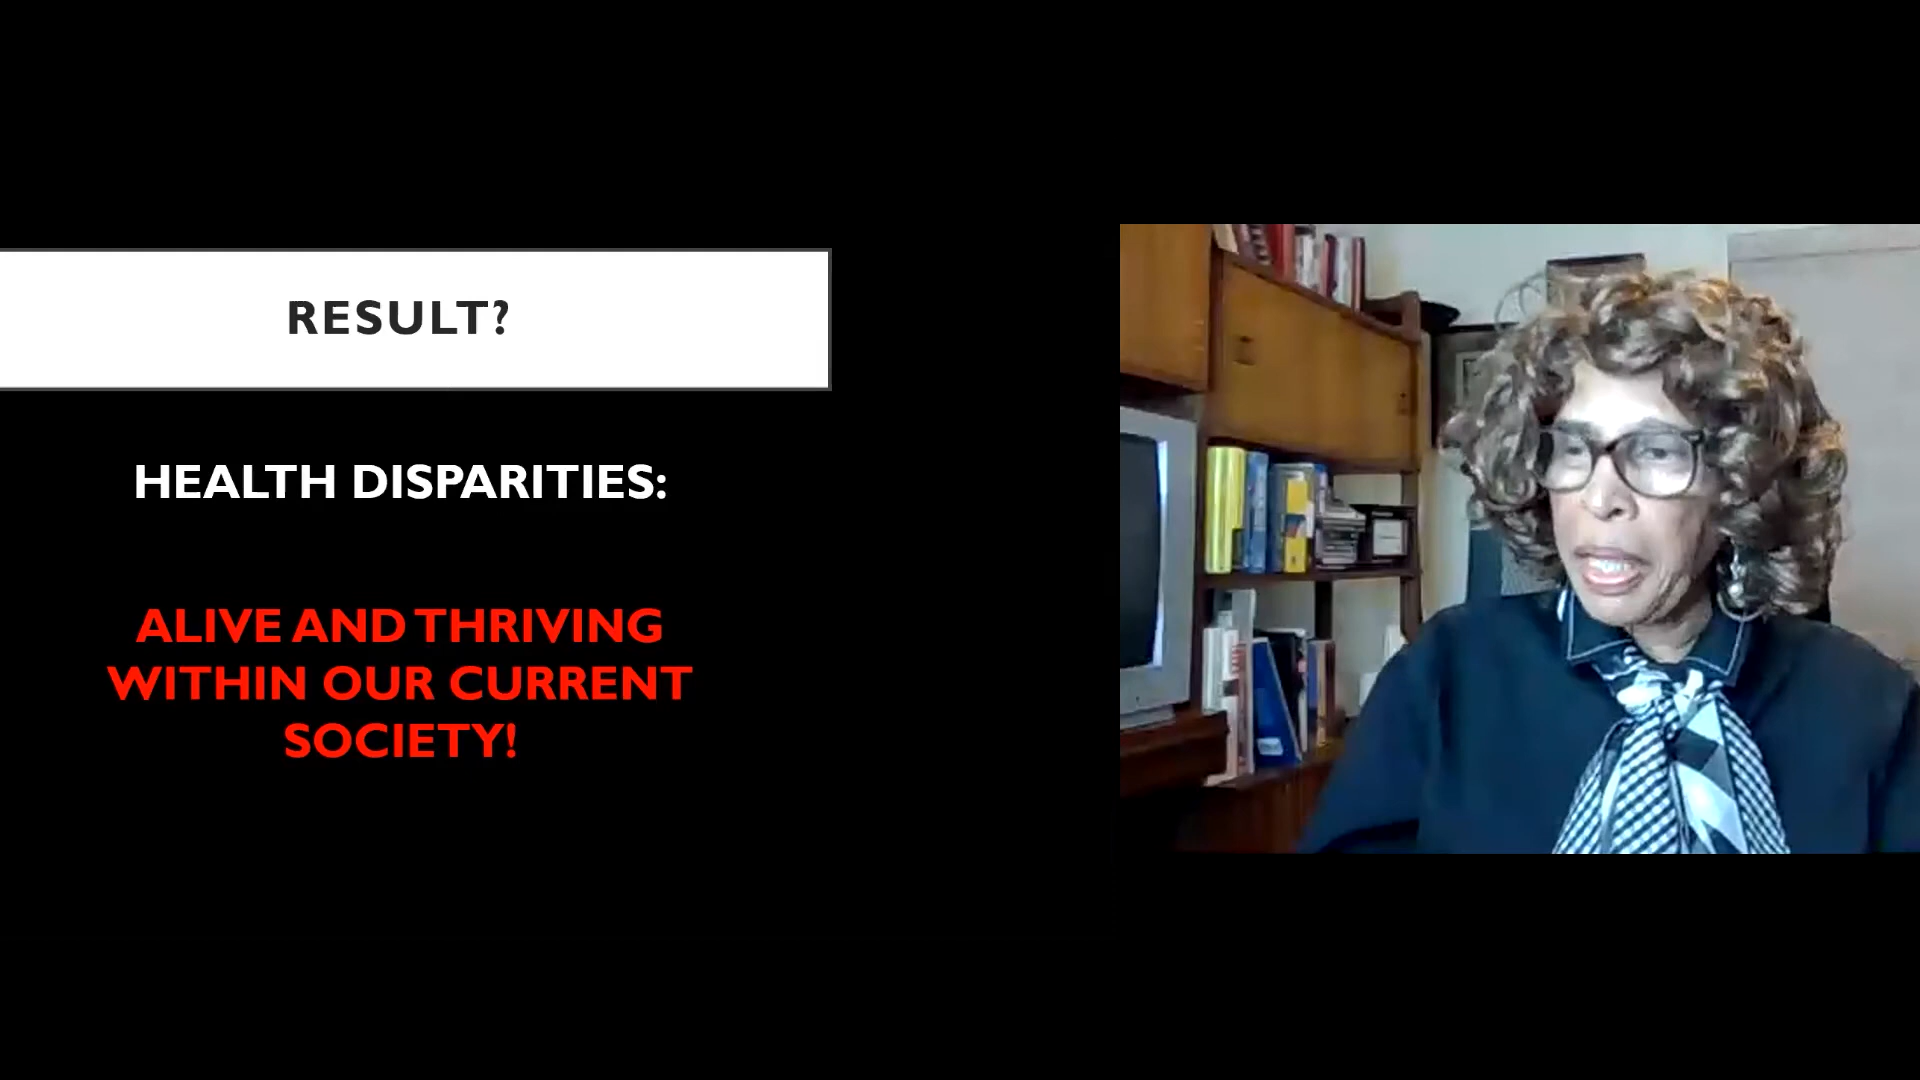 RESULT?
HEALTH DISPARITIES:
ALIVE AND THRIVING
WITHIN OUR CURRENT
SOCIETY!